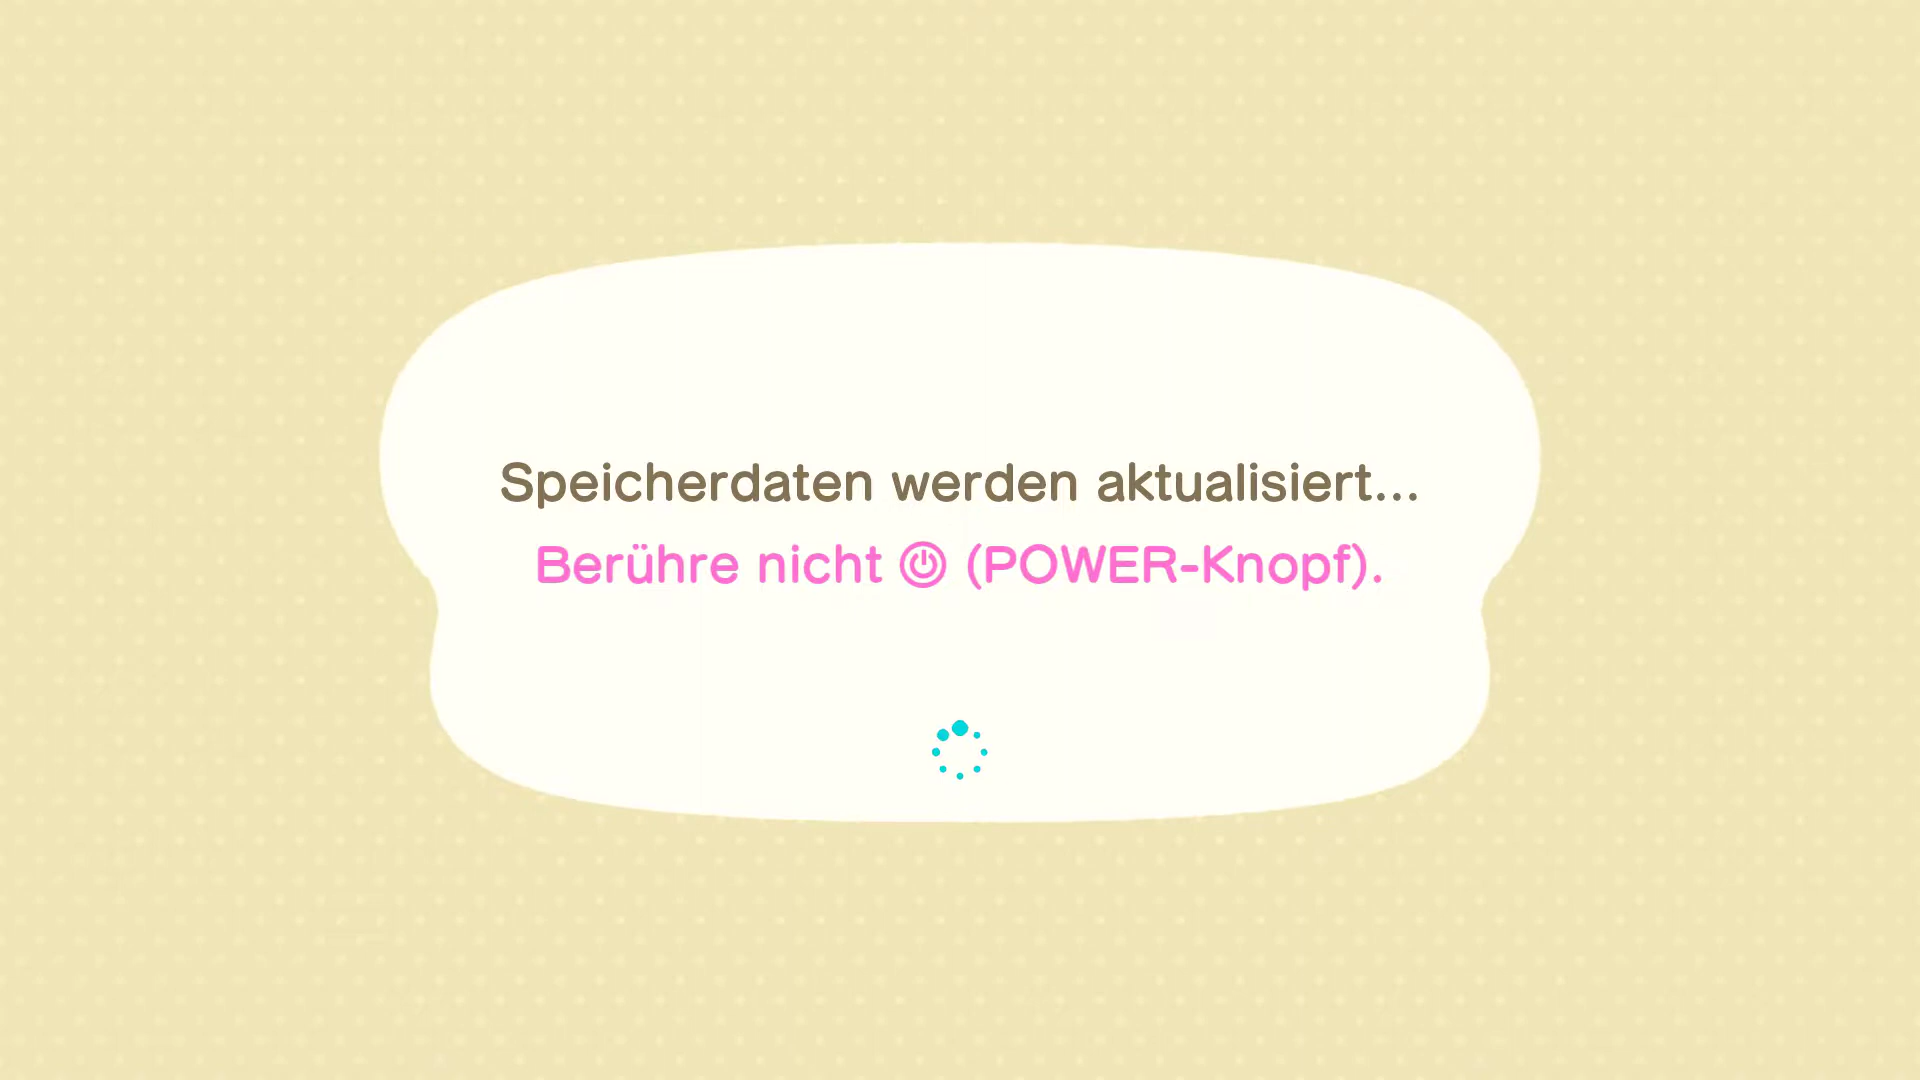 Speicherdaten werden aktualisiert...
Berühre nicht ⏻ (POWER-Knopf).